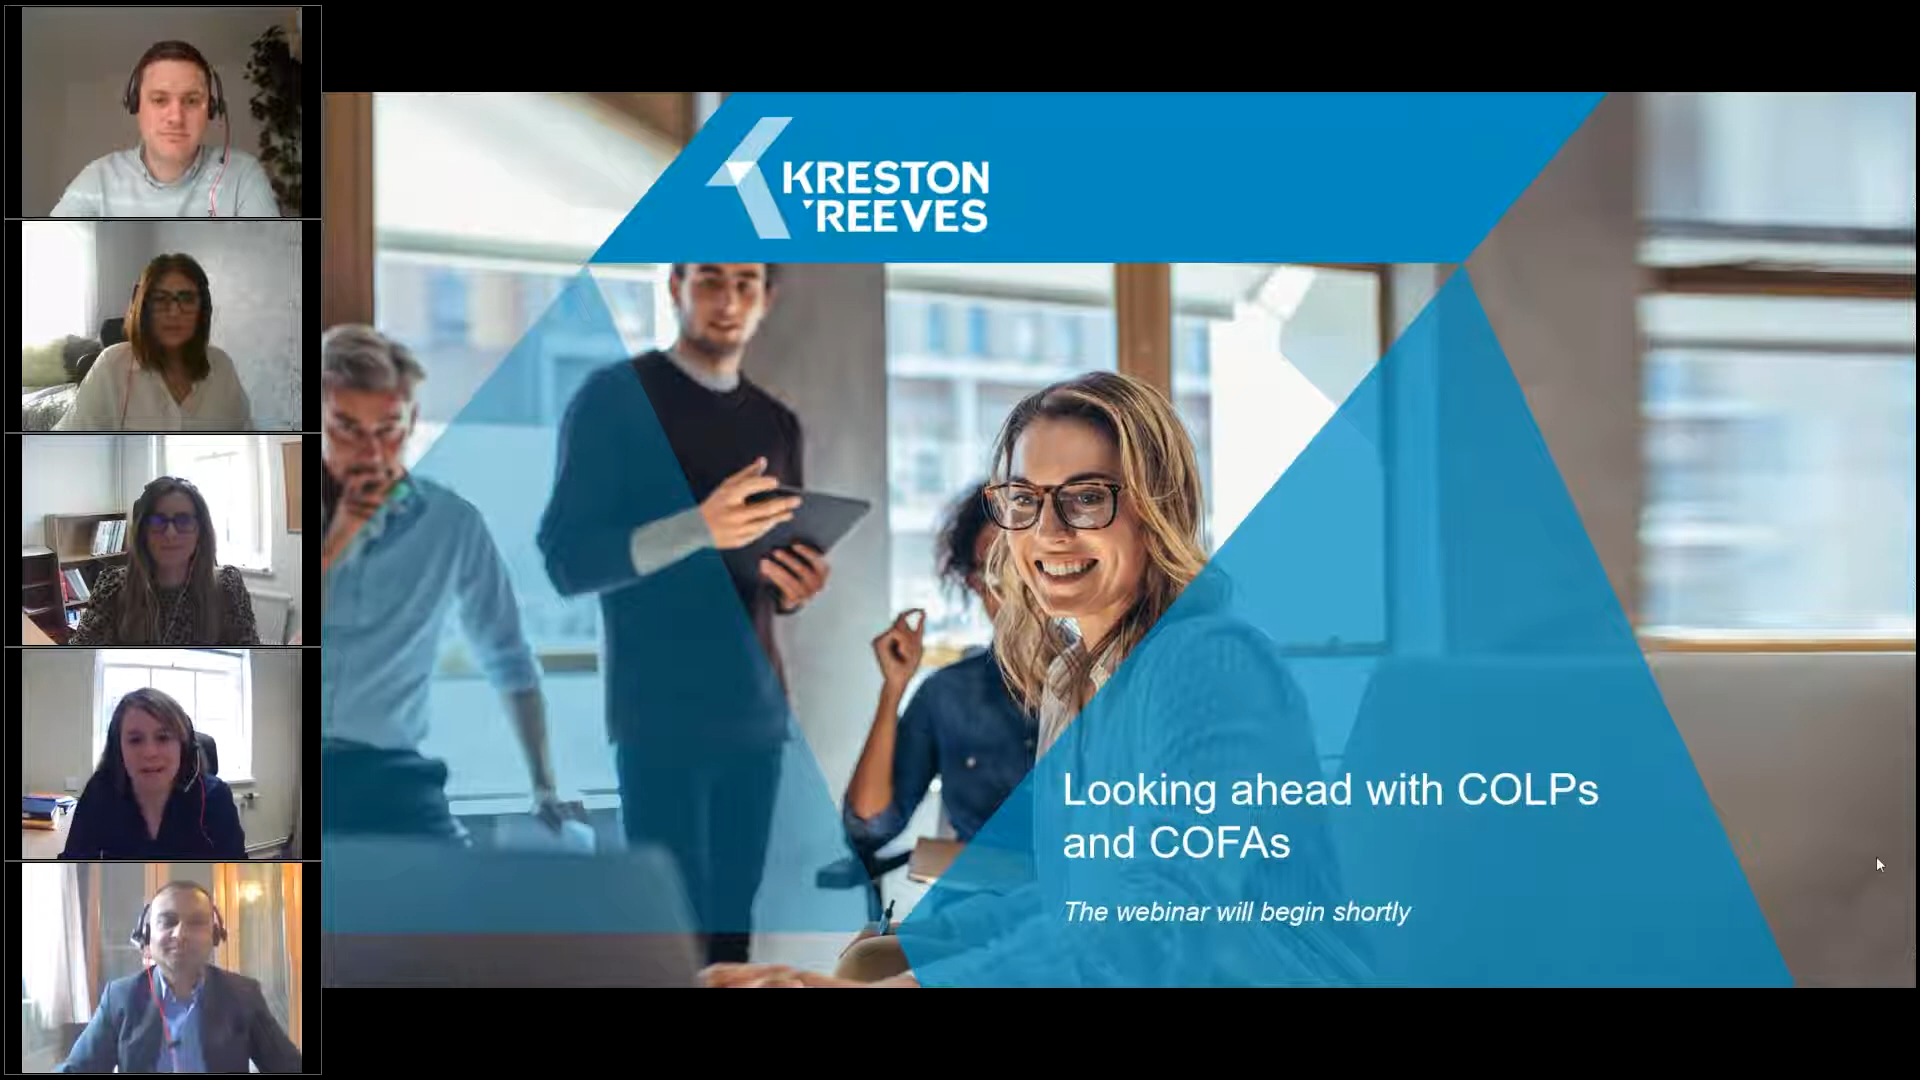 KRESTON
REEVES
Looking ahead with COLPs
and COFAs
The webinar will begin shortly